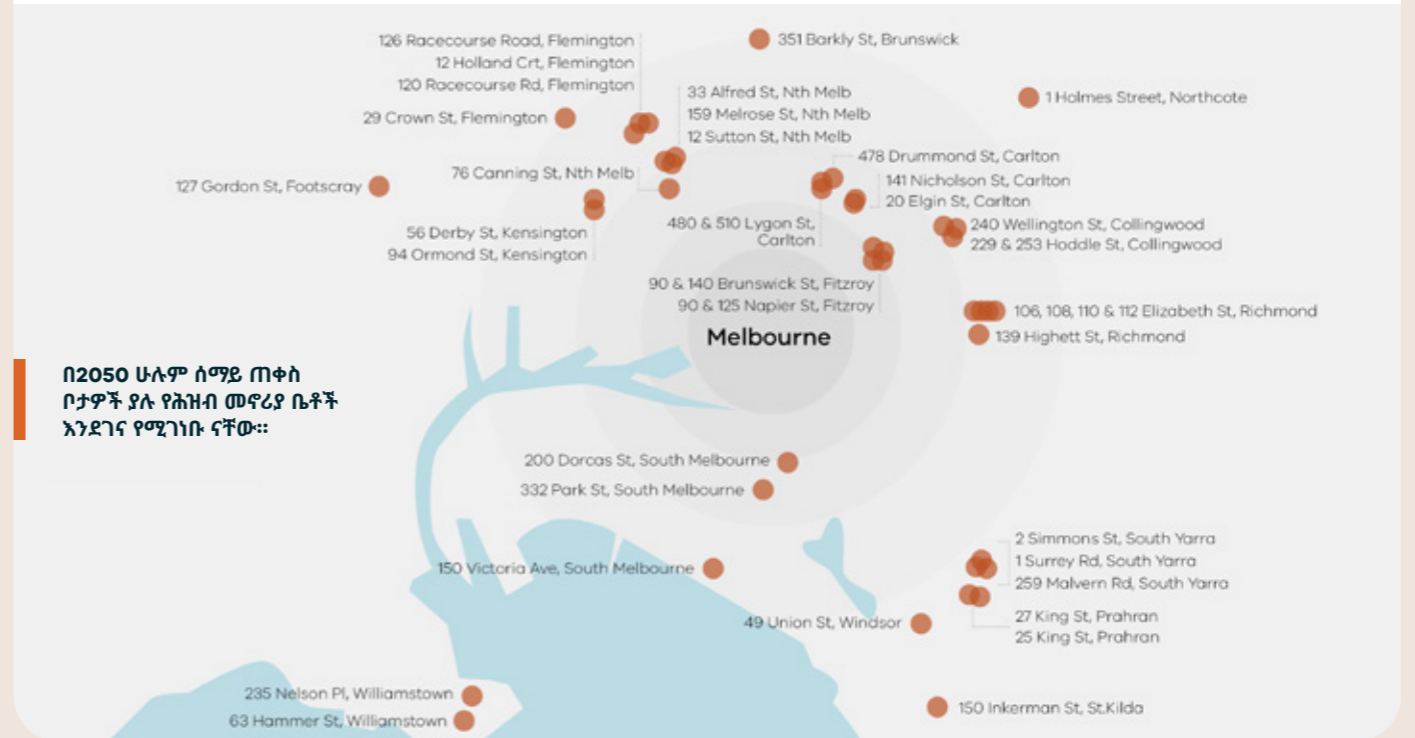 126 Racecourse Road, Flemington
12 Holland Crt, Flemington
120 Racecourse Rd, Flemington
351 Barkly St, Brunswick
33 Alfred St, Nth Melb
159 Melrose St, Nth Melb
12 Sutton St, Nth Melb
1 Holmes Street, Northcote
29 Crown St, Flemington
478 Drummond St, Carlton
141 Nicholson St, Carlton
20 Elgin St, Carlton
76 Canning St, Nth Melb
127 Gordon St, Footscray
480 & 510 Lygon St,
Carlton
240 Wellington St, Collingwood
229 & 253 Hoddle St, Collingwood
56 Derby St, Kensington
94 Ormond St, Kensington
90 & 140 Brunswick St, Fitzroy
90 & 125 Napier St, Fitzroy
106, 108, 110 & 112 Elizabeth St, Richmond
139 Highett St, Richmond
Melbourne
በ2050 ሁሉም ሰማይ ጠቀስ
ቦታዎች ያሉ የሕዝብ መኖሪያ ቤቶች
እንደገና የሚገነቡ ናቸው።
200 Dorcas St, South Melbourne
332 Park St, South Melbourne
150 Victoria Ave, South Melbourne
2 Simmons St, South Yarra
1 Surrey Rd, South Yarra
259 Malvern Rd, South Yarra
49 Union St, Windsor
27 King St, Prahran
25 King St, Prahran
235 Nelson Pl, Williamstown
63 Hammer St, Williamstown
150 Inkerman St, St.Kilda